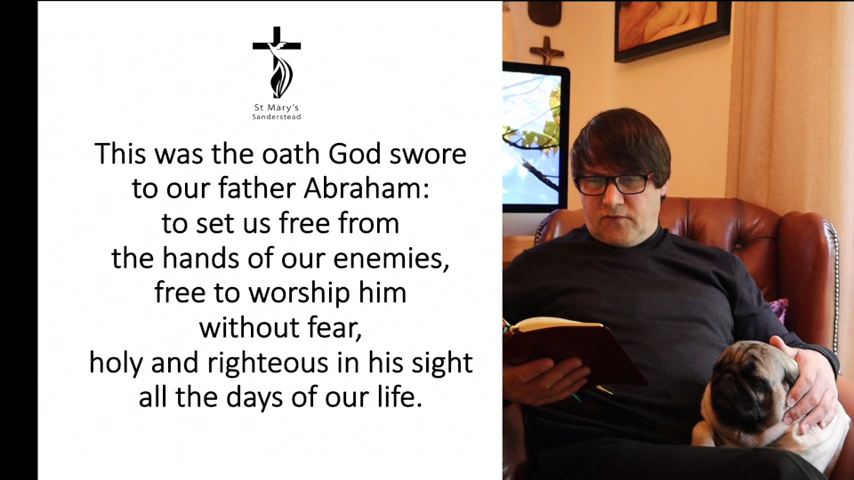 St Mary's
Sanderstead
This was the oath God swore
to our father Abraham:
to set us free from
the hands of our enemies,
free to worship him
without fear,
holy and righteous in his sight
all the days of our life.